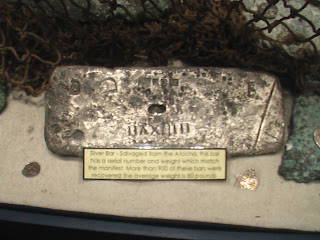 IIXXIIII
Silver Bar - Salvaged from the Atocha, this bar
has a serial number and weight which match
the manifest. More than 900 of these bars were
recovered the average weight is 80 pounds.